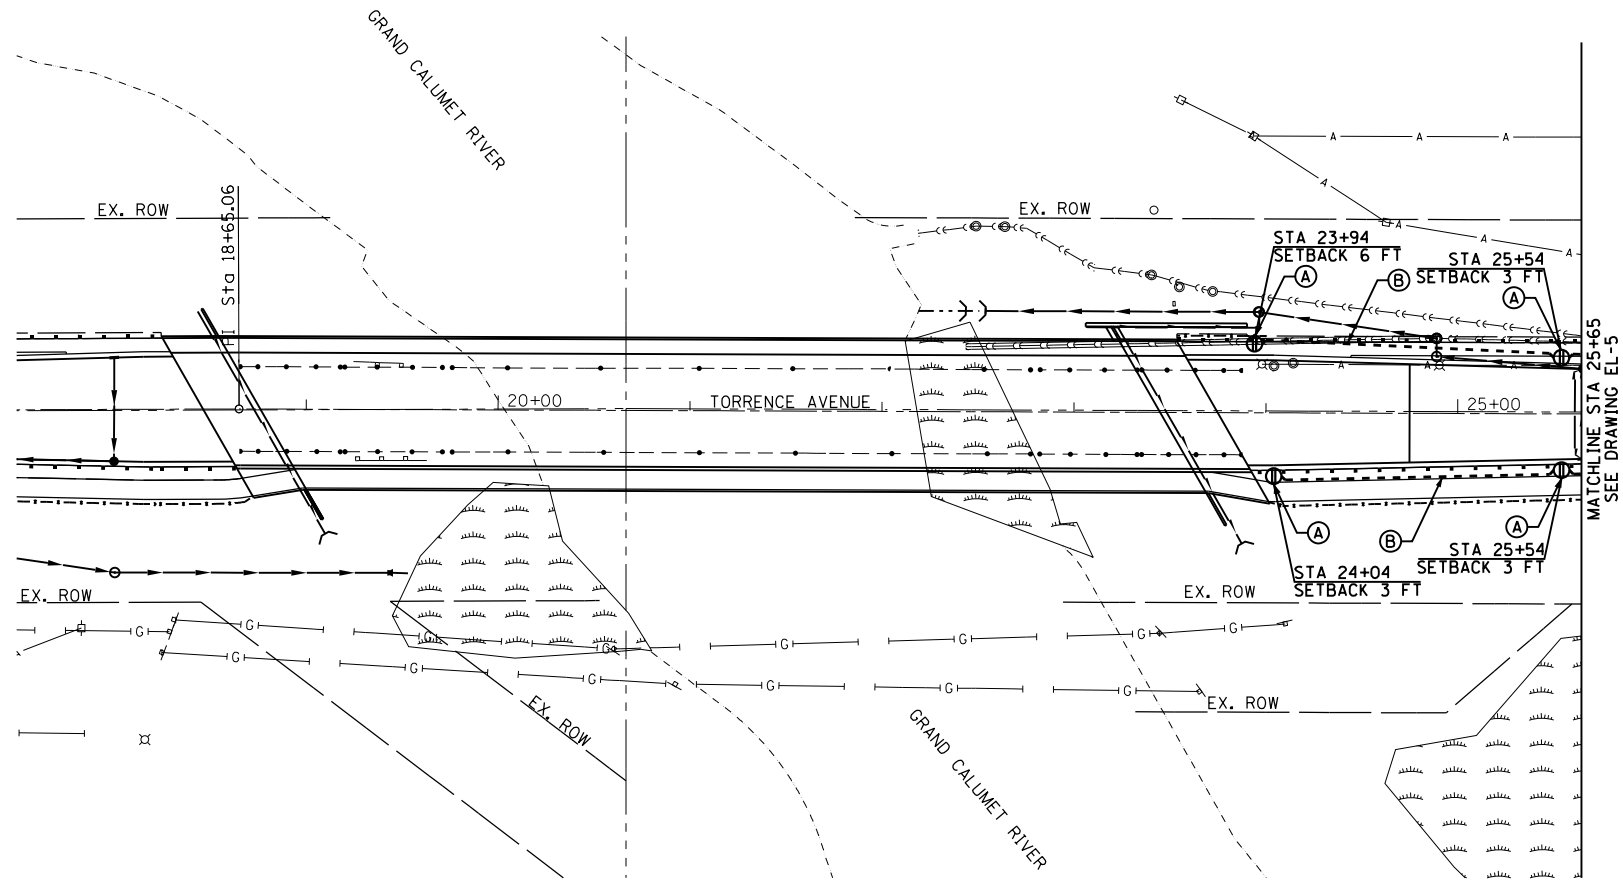 GRAND CALUMET RIVER
EX. ROW
PI Sta 18+65.06
EX. ROW
STA 23+94
SETBACK 6 FT
A
B
STA 25+54
SETBACK 3 FT
A
A
A
A
A
A
A
A
A
A
A
20+00
TORRENCE AVENUE
25+00
MATCHLINE STA 25+65
SEE DRAWING EL-5
A
B
A
STA 25+54
SETBACK 3 FT
STA 24+04
SETBACK 3 FT
EX. ROW
EX. ROW
G
G
G
G
G
G
G
G
G
G
G
G
G
G
EX. ROW
EX. ROW
GRAND CALUMET RIVER